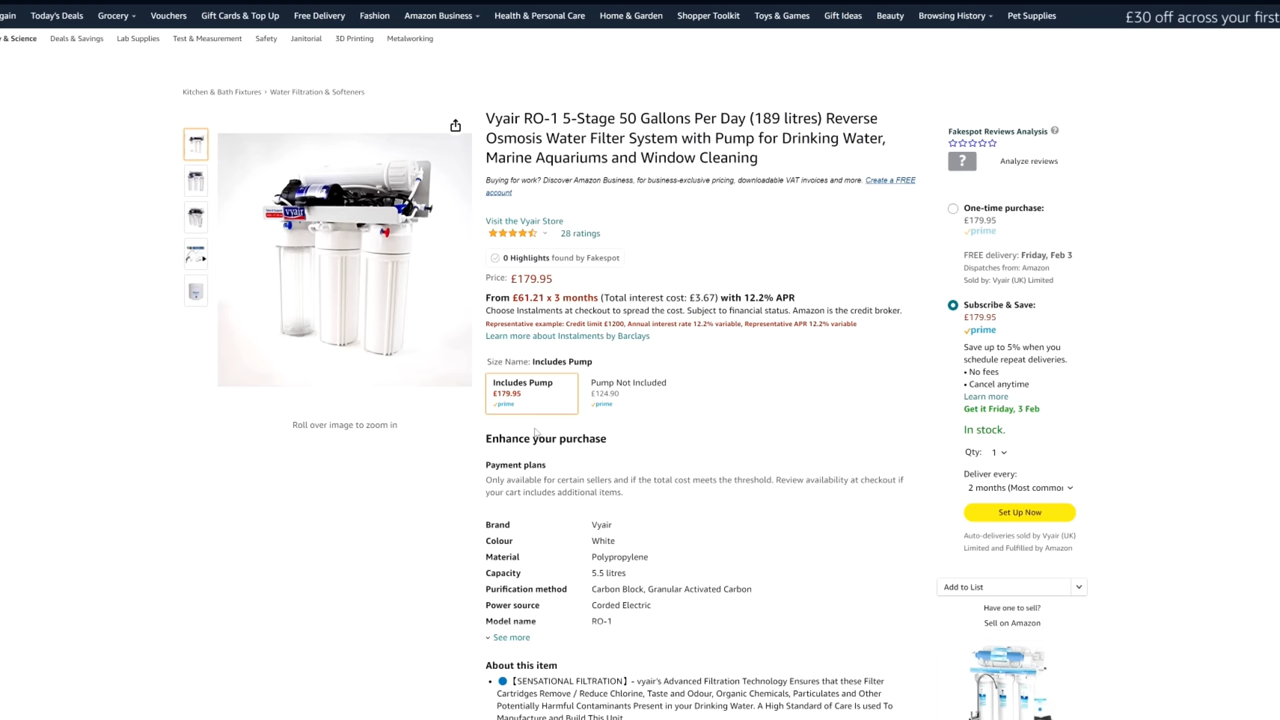 gain Today's Deals Grocery Vouchers Gift Cards & Top Up Free Delivery Fashion Amazon Business Health & Personal Care Home & Garden Shopper Toolkit Toys & Games Gift Ideas Beauty Browsing History Pet Supplies £30 off across your first
y & Science Deals & Savings Lab Supplies Test & Measurement Safety Janitorial 3D Printing Metalworking
Kitchen & Bath Fixtures › Water Filtration & Softeners
vyair
Roll over image to zoom in
Vyair RO-1 5-Stage 50 Gallons Per Day (189 litres) Reverse
Osmosis Water Filter System with Pump for Drinking Water,
Marine Aquariums and Window Cleaning
Buying for work? Discover Amazon Business, for business-exclusive pricing, downloadable VAT invoices and more. Create a FREE
account
Visit the Vyair Store
28 ratings
0 Highlights found by Fakespot
Price: £179.95
From £61.21 x 3 months (Total interest cost: £3.67) with 12.2% APR
Choose Instalments at checkout to spread the cost. Subject to financial status. Amazon is the credit broker.
Representative example: Credit limit £1200, Annual interest rate 12.2% variable, Representative APR 12.2% variable
Learn more about Instalments by Barclays
Size Name: Includes Pump
Includes Pump Pump Not Included
£179.95 £124.90
prime prime
Enhance your purchase
Payment plans
Only available for certain sellers and if the total cost meets the threshold. Review availability at checkout if
your cart includes additional items.
Brand Vyair
Colour White
Material Polypropylene
Capacity 5.5 litres
Purification method Carbon Block, Granular Activated Carbon
Power source Corded Electric
Model name RO-1
See more
About this item
• 【SENSATIONAL FILTRATION】- vyair's Advanced Filtration Technology Ensures that these Filter
Cartridges Remove / Reduce Chlorine, Taste and Odour, Organic Chemicals, Particulates and Other
Potentially Harmful Contaminants Present in your Drinking Water. A High Standard of Care Is used To
Manufacture and Build This Unit
Fakespot Reviews Analysis ?
? Analyze reviews
One-time purchase:
£179.95
prime
FREE delivery: Friday, Feb 3
Dispatches from: Amazon
Sold by: Vyair (UK) Limited
Subscribe & Save:
£179.95
prime
Save up to 5% when you
schedule repeat deliveries.
• No fees
• Cancel anytime
Learn more
Get it Friday, 3 Feb
In stock.
Qty: 1
Deliver every:
2 months (Most commo
Set Up Now
Auto-deliveries sold by Vyair (UK)
Limited and Fulfilled by Amazon
Add to List
Have one to sell?
Sell on Amazon